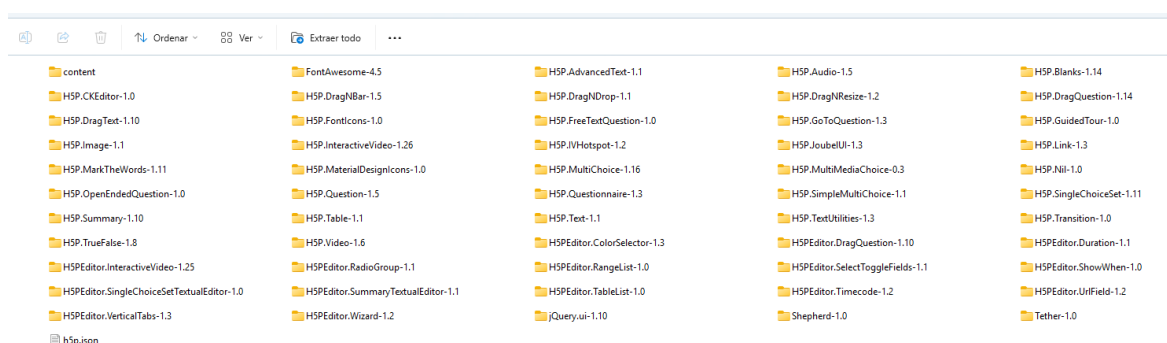 Ordenar Ver Extraer todo ...
content FontAwesome-4.5 H5P.AdvancedText-1.1 H5P.Audio-1.5 H5P.Blanks-1.14
H5P.CKEditor-1.0 H5P.DragNBar-1.5 H5P.DragNDrop-1.1 H5P.DragNResize-1.2 H5P.DragQuestion-1.14
H5P.DragText-1.10 H5P.FontIcons-1.0 H5P.FreeTextQuestion-1.0 H5P.GoToQuestion-1.3 H5P.GuidedTour-1.0
H5P.Image-1.1 H5P.InteractiveVideo-1.26 H5P.IVHotspot-1.2 H5P.JoubelUI-1.3 H5P.Link-1.3
H5P.MarkTheWords-1.11 H5P.MaterialDesignIcons-1.0 H5P.MultiChoice-1.16 H5P.MultiMediaChoice-0.3 H5P.Nil-1.0
H5P.OpenEndedQuestion-1.0 H5P.Question-1.5 H5P.Questionnaire-1.3 H5P.SimpleMultiChoice-1.1 H5P.SingleChoiceSet-1.11
H5P.Summary-1.10 H5P.Table-1.1 H5P.Text-1.1 H5P.TextUtilities-1.3 H5P.Transition-1.0
H5P.TrueFalse-1.8 H5P.Video-1.6 H5PEditor.ColorSelector-1.3 H5PEditor.DragQuestion-1.10 H5PEditor.Duration-1.1
H5PEditor.InteractiveVideo-1.25 H5PEditor.RadioGroup-1.1 H5PEditor.RangeList-1.0 H5PEditor.SelectToggleFields-1.1 H5PEditor.ShowWhen-1.0
H5PEditor.SingleChoiceSetTextualEditor-1.0 H5PEditor.SummaryTextualEditor-1.1 H5PEditor.TableList-1.0 H5PEditor.Timecode-1.2 H5PEditor.UrlField-1.2
H5PEditor.VerticalTabs-1.3 H5PEditor.Wizard-1.2 jQuery.ui-1.10 Shepherd-1.0 Tether-1.0
h5p.json